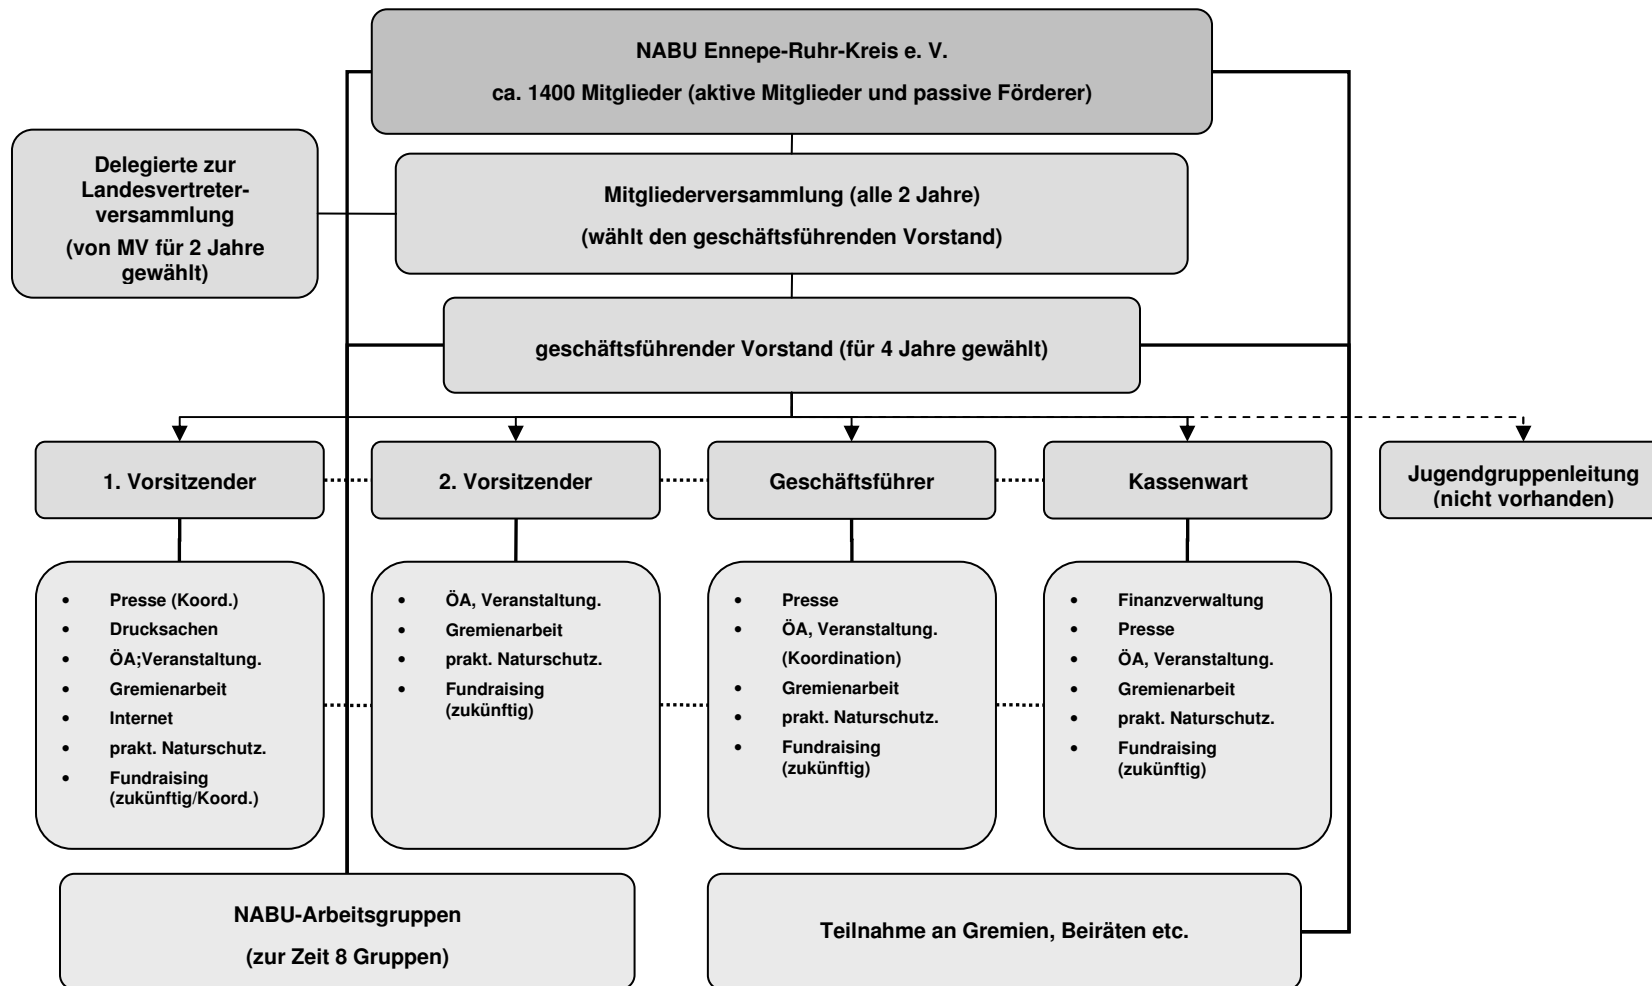 NABU Ennepe-Ruhr-Kreis e. V.
ca. 1400 Mitglieder (aktive Mitglieder und passive Förderer)
Delegierte zur
Landesvertreter-
versammlung
(von MV für 2 Jahre
gewählt)
Mitgliederversammlung (alle 2 Jahre)
(wählt den geschäftsführenden Vorstand)
geschäftsführender Vorstand (für 4 Jahre gewählt)
1. Vorsitzender
2. Vorsitzender
Geschäftsführer
Kassenwart
Jugendgruppenleitung
(nicht vorhanden)
• Presse (Koord.)
• Drucksachen
• ÖA;Veranstaltung.
• Gremienarbeit
• Internet
• prakt. Naturschutz.
• Fundraising
(zukünftig/Koord.)
• ÖA, Veranstaltung.
• Gremienarbeit
• prakt. Naturschutz.
• Fundraising
(zukünftig)
• Presse
• ÖA, Veranstaltung.
(Koordination)
• Gremienarbeit
• prakt. Naturschutz.
• Fundraising
(zukünftig)
• Finanzverwaltung
• Presse
• ÖA, Veranstaltung.
• Gremienarbeit
• prakt. Naturschutz.
• Fundraising
(zukünftig)
NABU-Arbeitsgruppen
(zur Zeit 8 Gruppen)
Teilnahme an Gremien, Beiräten etc.